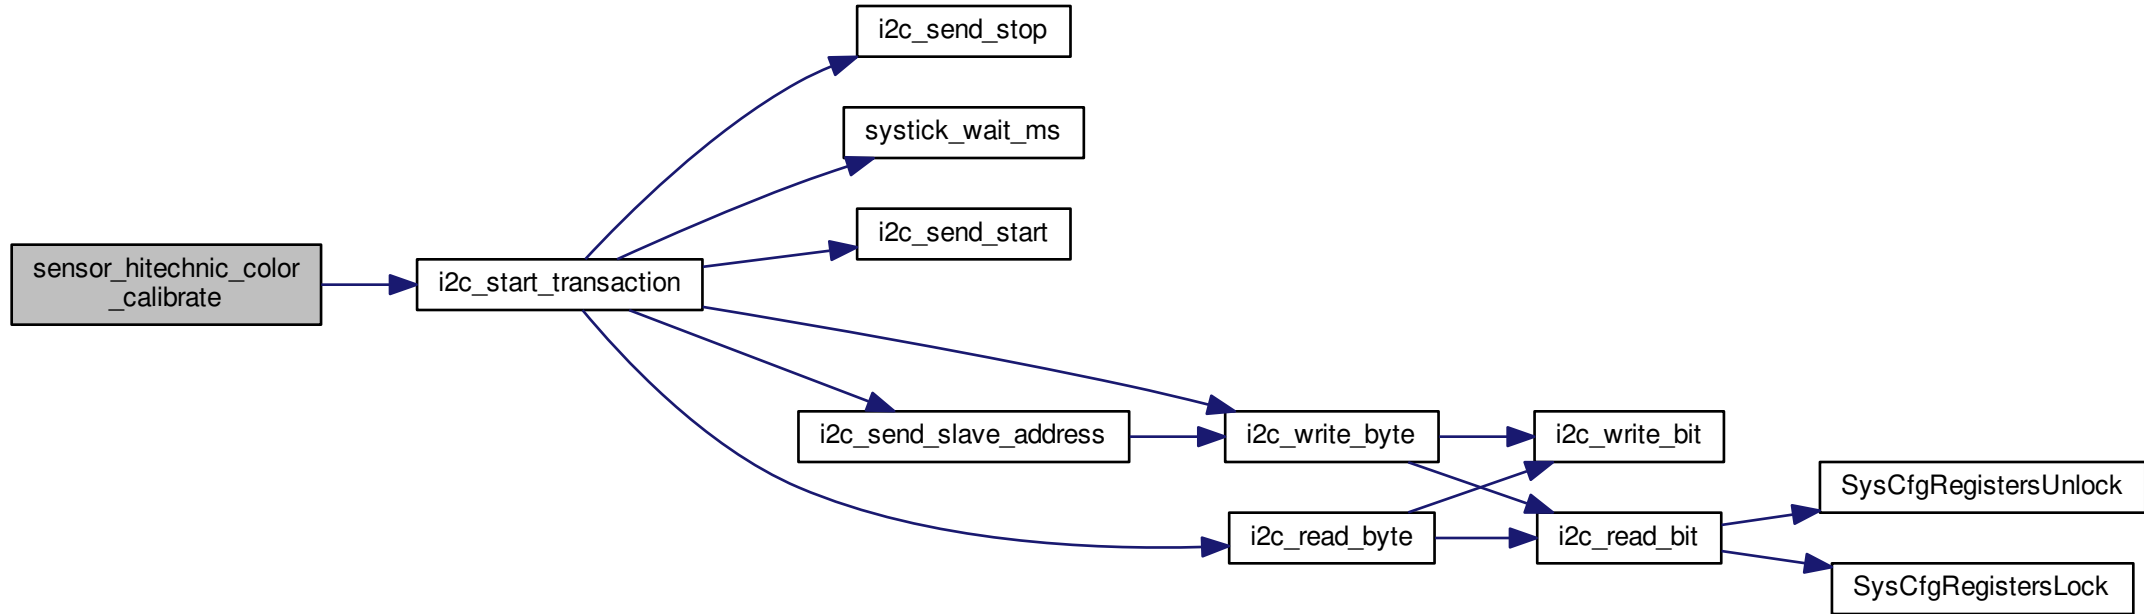 i2c_send_stop
systick_wait_ms
i2c_send_start
sensor_hitechnic_color
_calibrate
i2c_start_transaction
i2c_send_slave_address
i2c_write_byte
i2c_write_bit
SysCfgRegistersUnlock
i2c_read_byte
i2c_read_bit
SysCfgRegistersLock